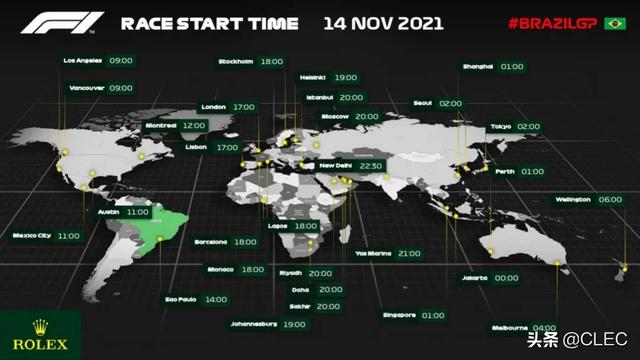 F1
RACE START TIME 14 NOV 2021 #BRAZILGP
Los Angeles 09:00
Stockholm 18:00
Helsinki 19:00
Shanghai 01:00
Vancouver 09:00
Istanbul 20:00
London 17:00
Seoul 02:00
Moscow 20:00
Montreal 12:00
Tokyo 02:00
Lisbon 17:00
New Delhi 22:30
Perth 01:00
Wellington 06:00
Austin 11:00
Mexico City 11:00
Lagos 18:00
Barcelona 18:00
Yas Marina 21:00
Monaco 18:00
Riyadh 20:00
Jakarta 00:00
Doha 20:00
Sao Paulo 14:00
Sakhir 20:00
Singapore 01:00
Johannesburg 19:00
Melbourne 04:00
ROLEX
头条 @CLEC